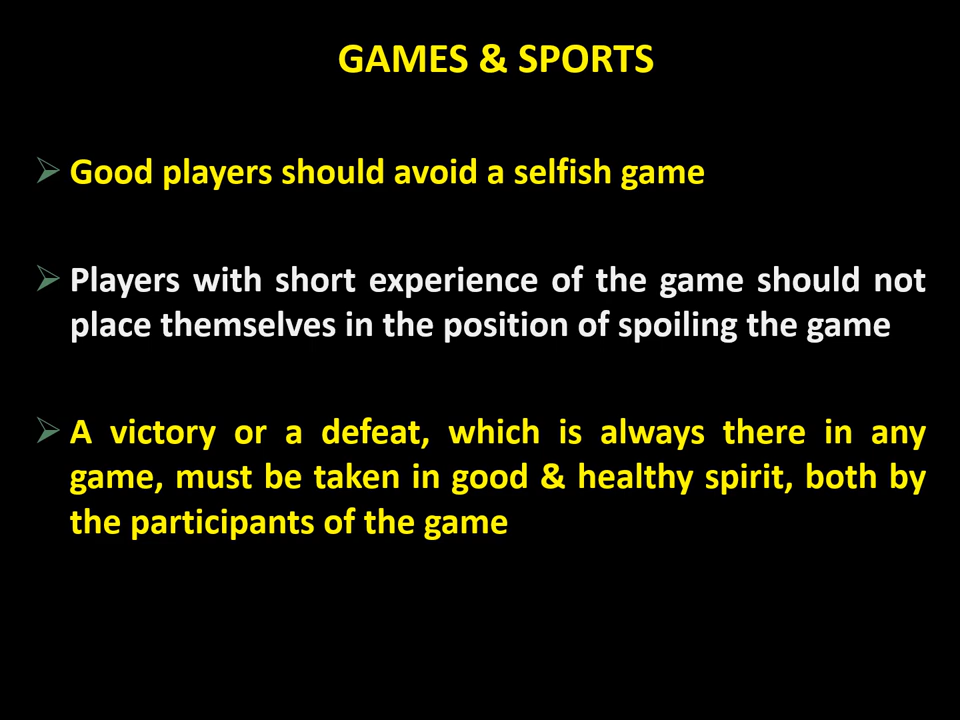 GAMES & SPORTS
Good players should avoid a selfish game
Players with short experience of the game should not
place themselves in the position of spoiling the game
A victory or a defeat, which is always there in any
game, must be taken in good & healthy spirit, both by
the participants of the game